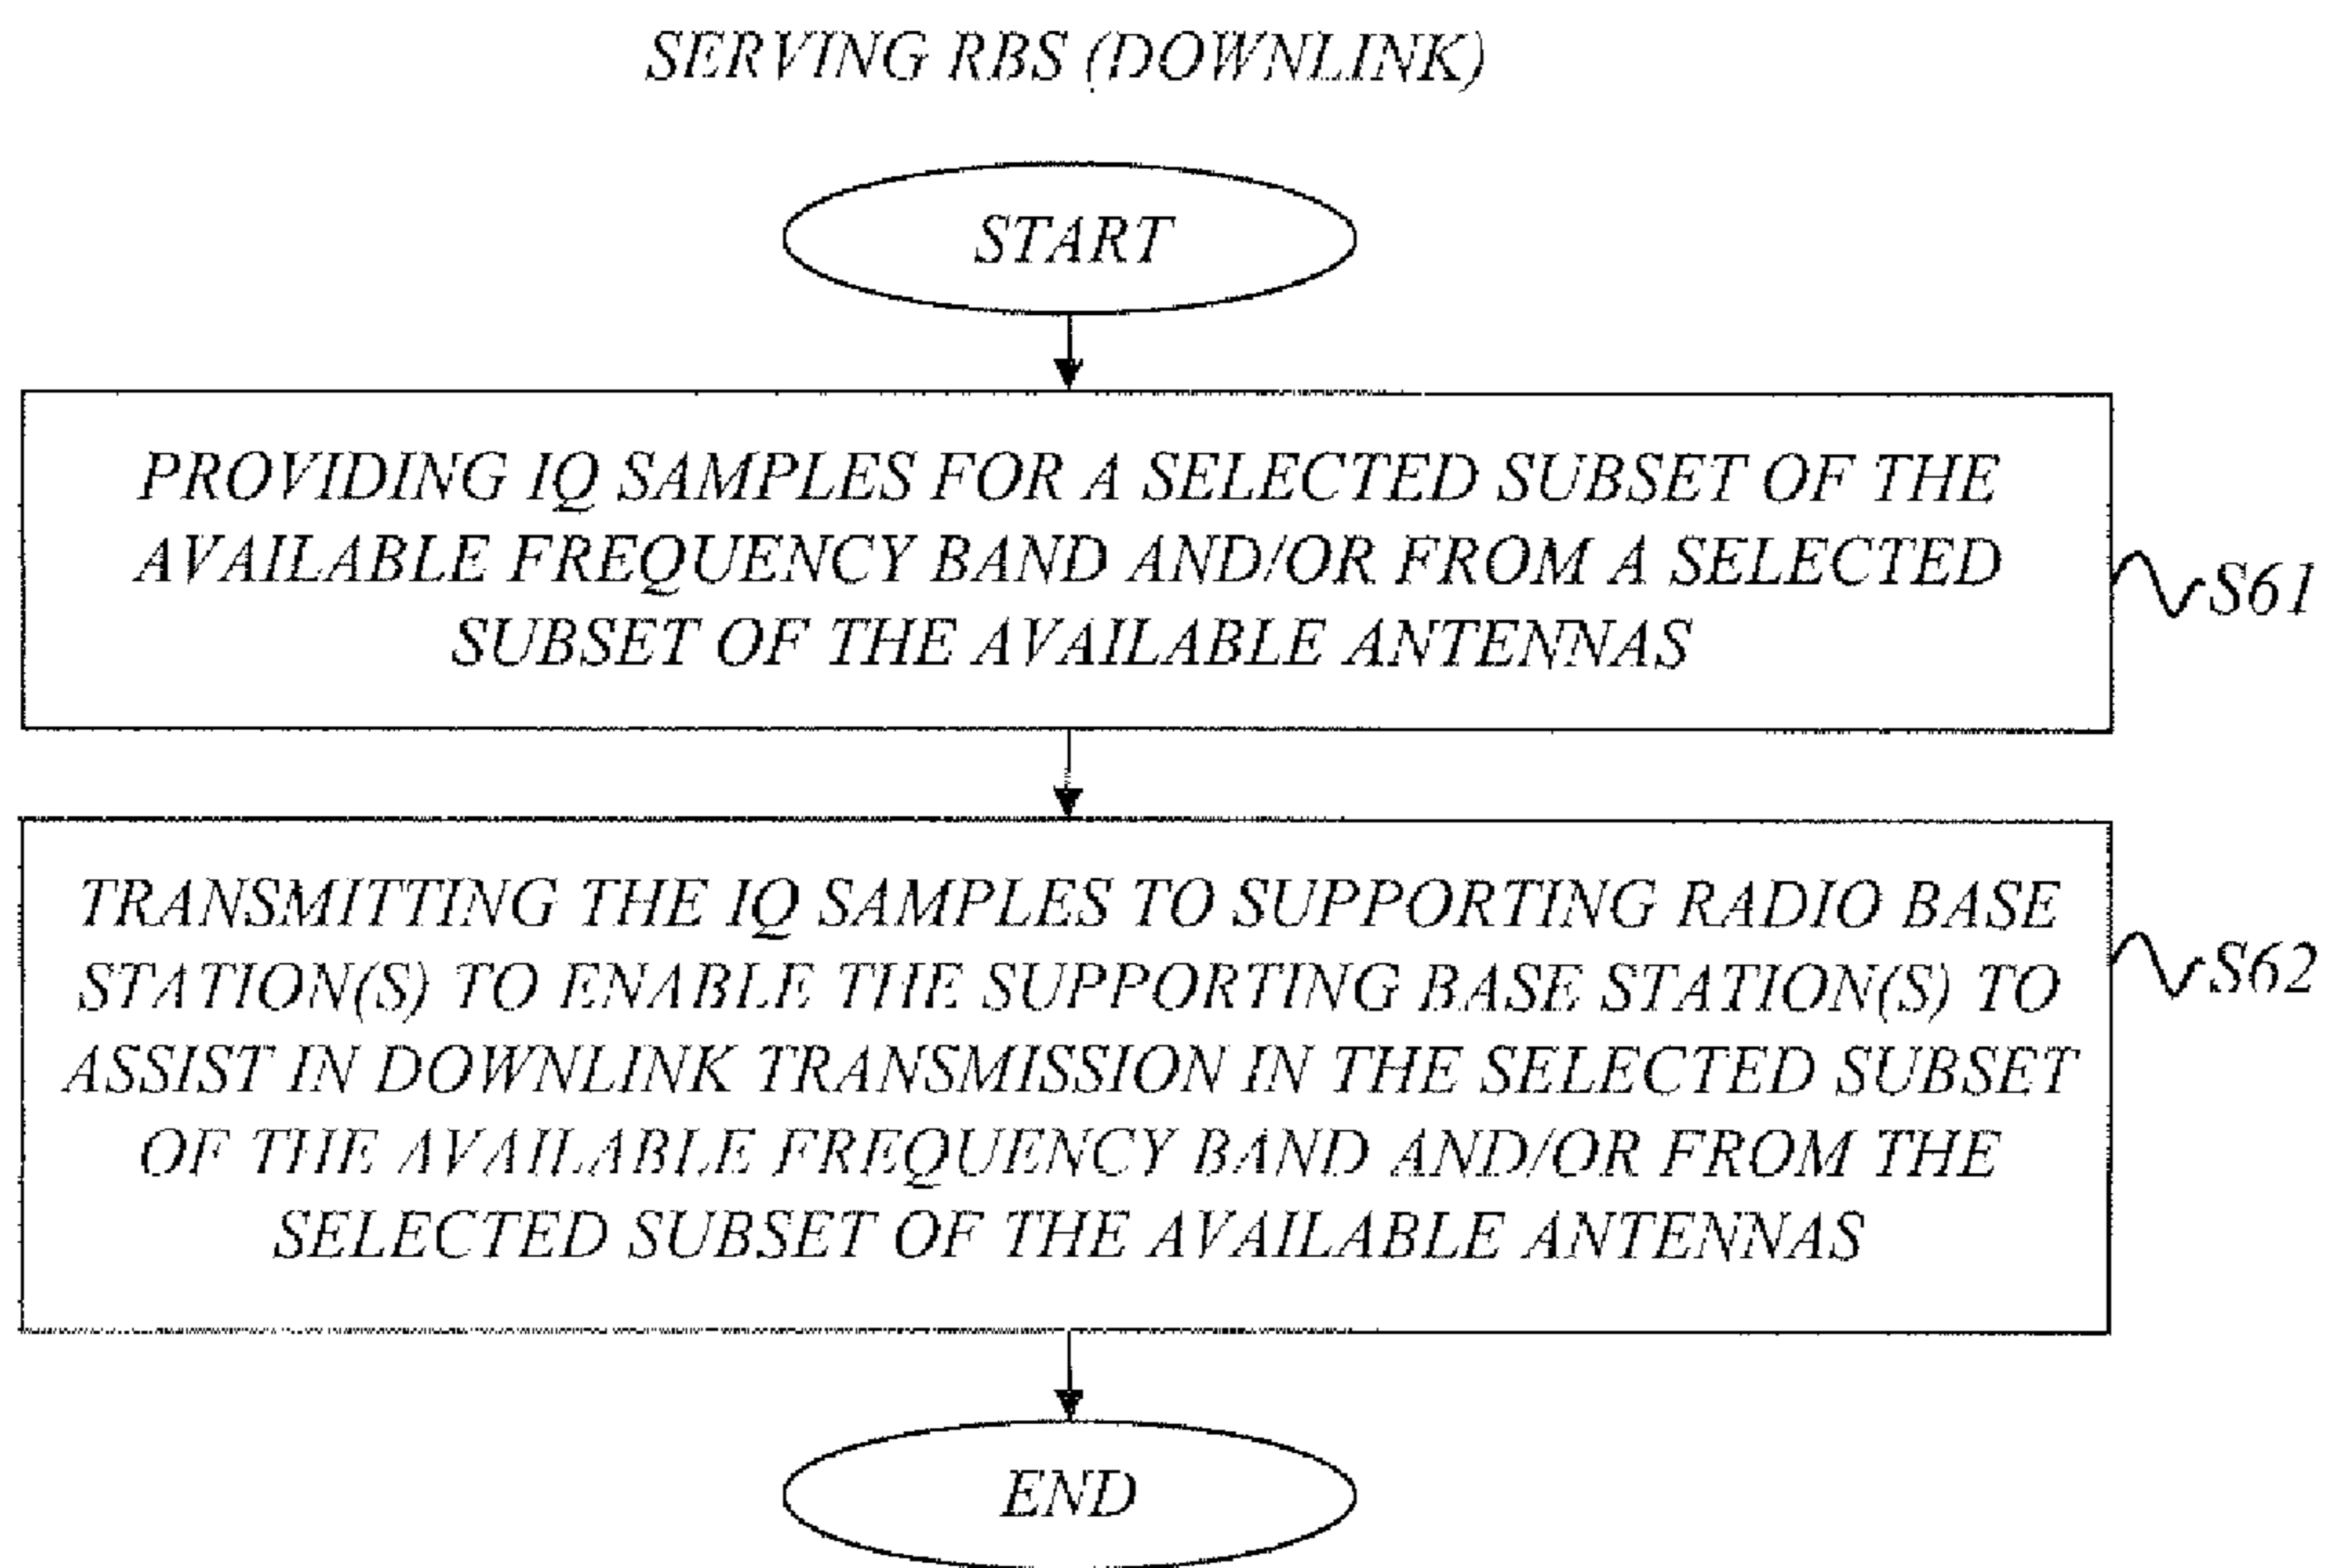 SERVING RBS (DOWNLINK)
START
PROVIDING IQ SAMPLES FOR A SELECTED SUBSET OF THE
AVAILABLE FREQUENCY BAND AND/OR FROM A SELECTED
SUBSET OF THE AVAILABLE ANTENNAS
S61
TRANSMITTING THE IQ SAMPLES TO SUPPORTING RADIO BASE
STATION(S) TO ENABLE THE SUPPORTING BASE STATION(S) TO
ASSIST IN DOWNLINK TRANSMISSION IN THE SELECTED SUBSET
OF THE AVAILABLE FREQUENCY BAND AND/OR FROM THE
SELECTED SUBSET OF THE AVAILABLE ANTENNAS
S62
END